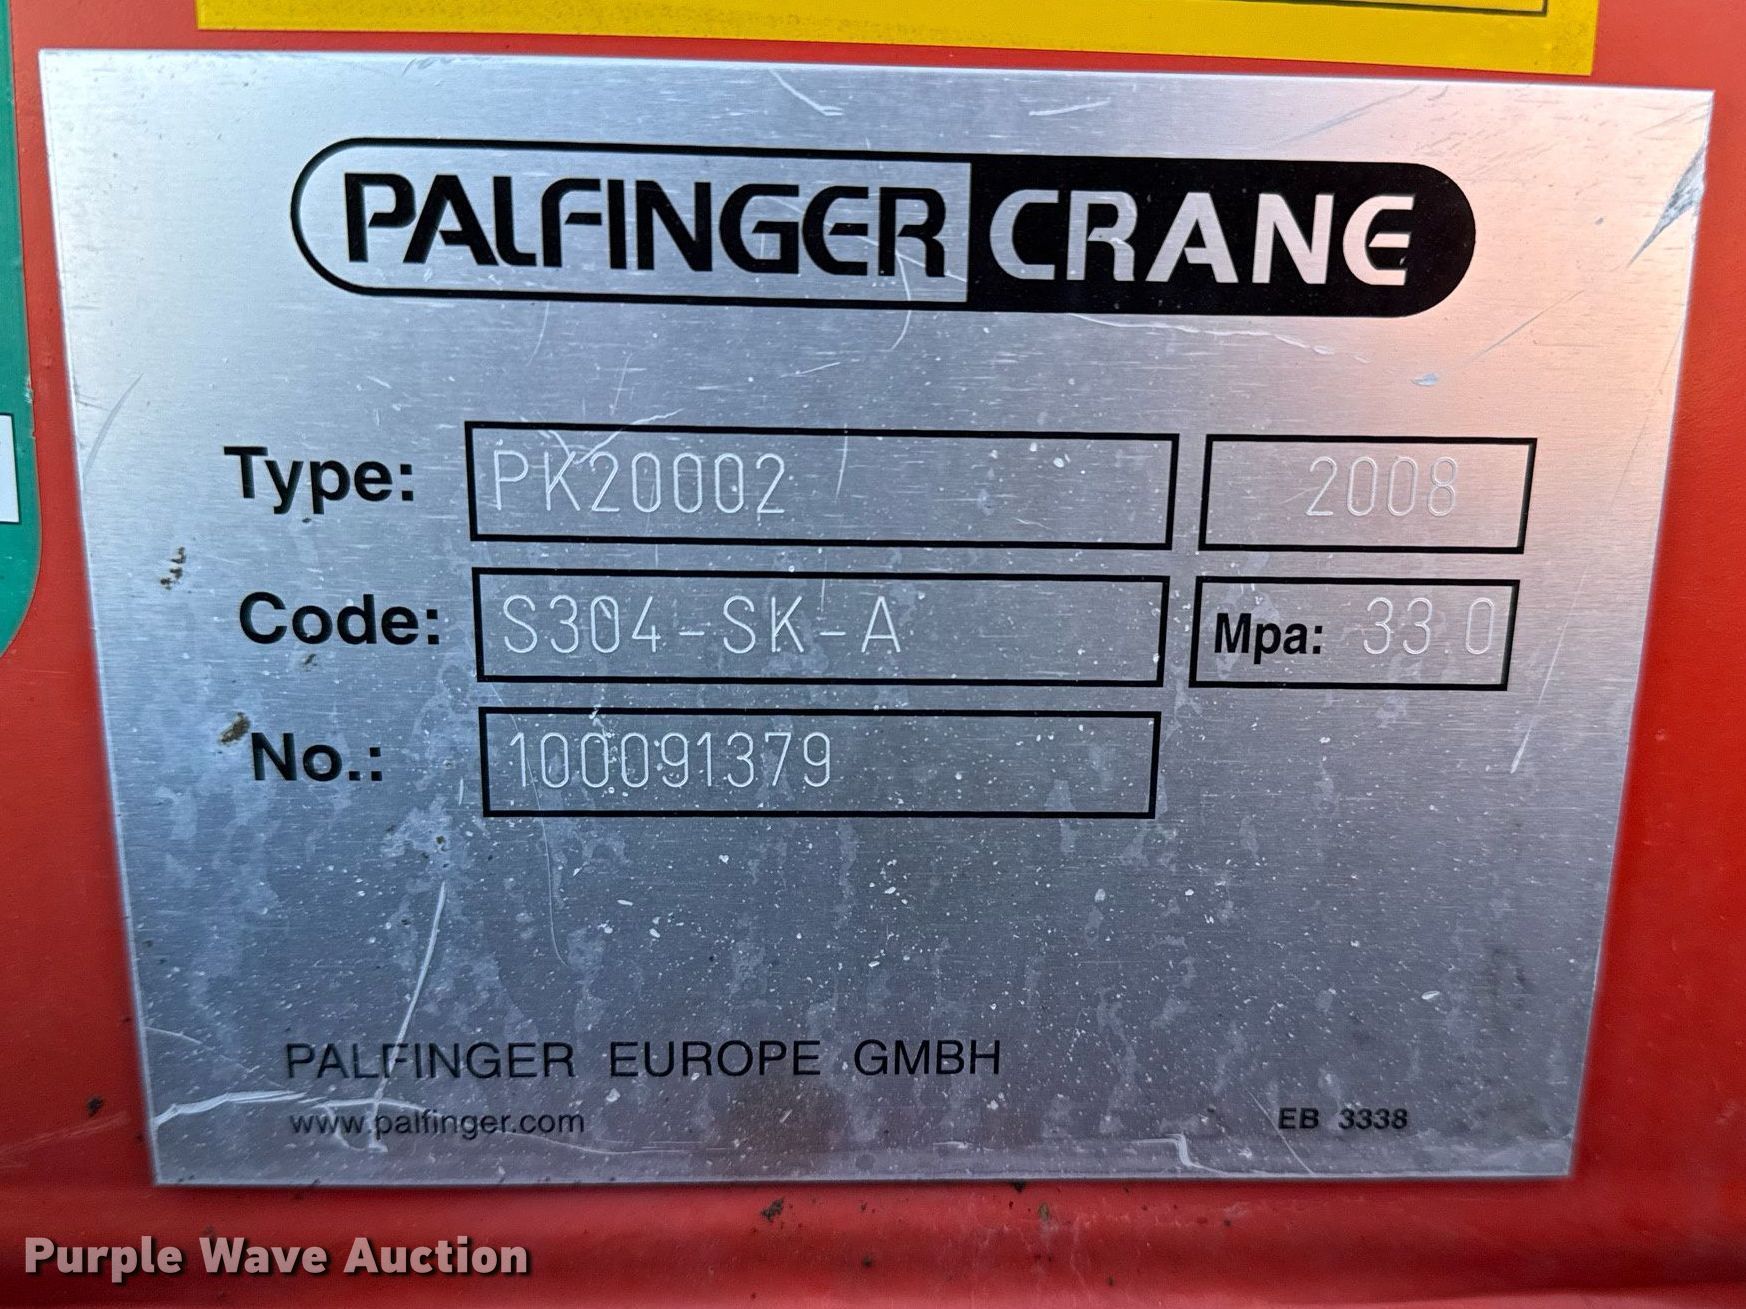 PALFINGER CRANE
Type: PK20002 2008
Code: S304-SK-A Mpa: 33.0
No.: 100091379
PALFINGER EUROPE GMBH
www.palfinger.com EB 3338
Purple Wave Auction